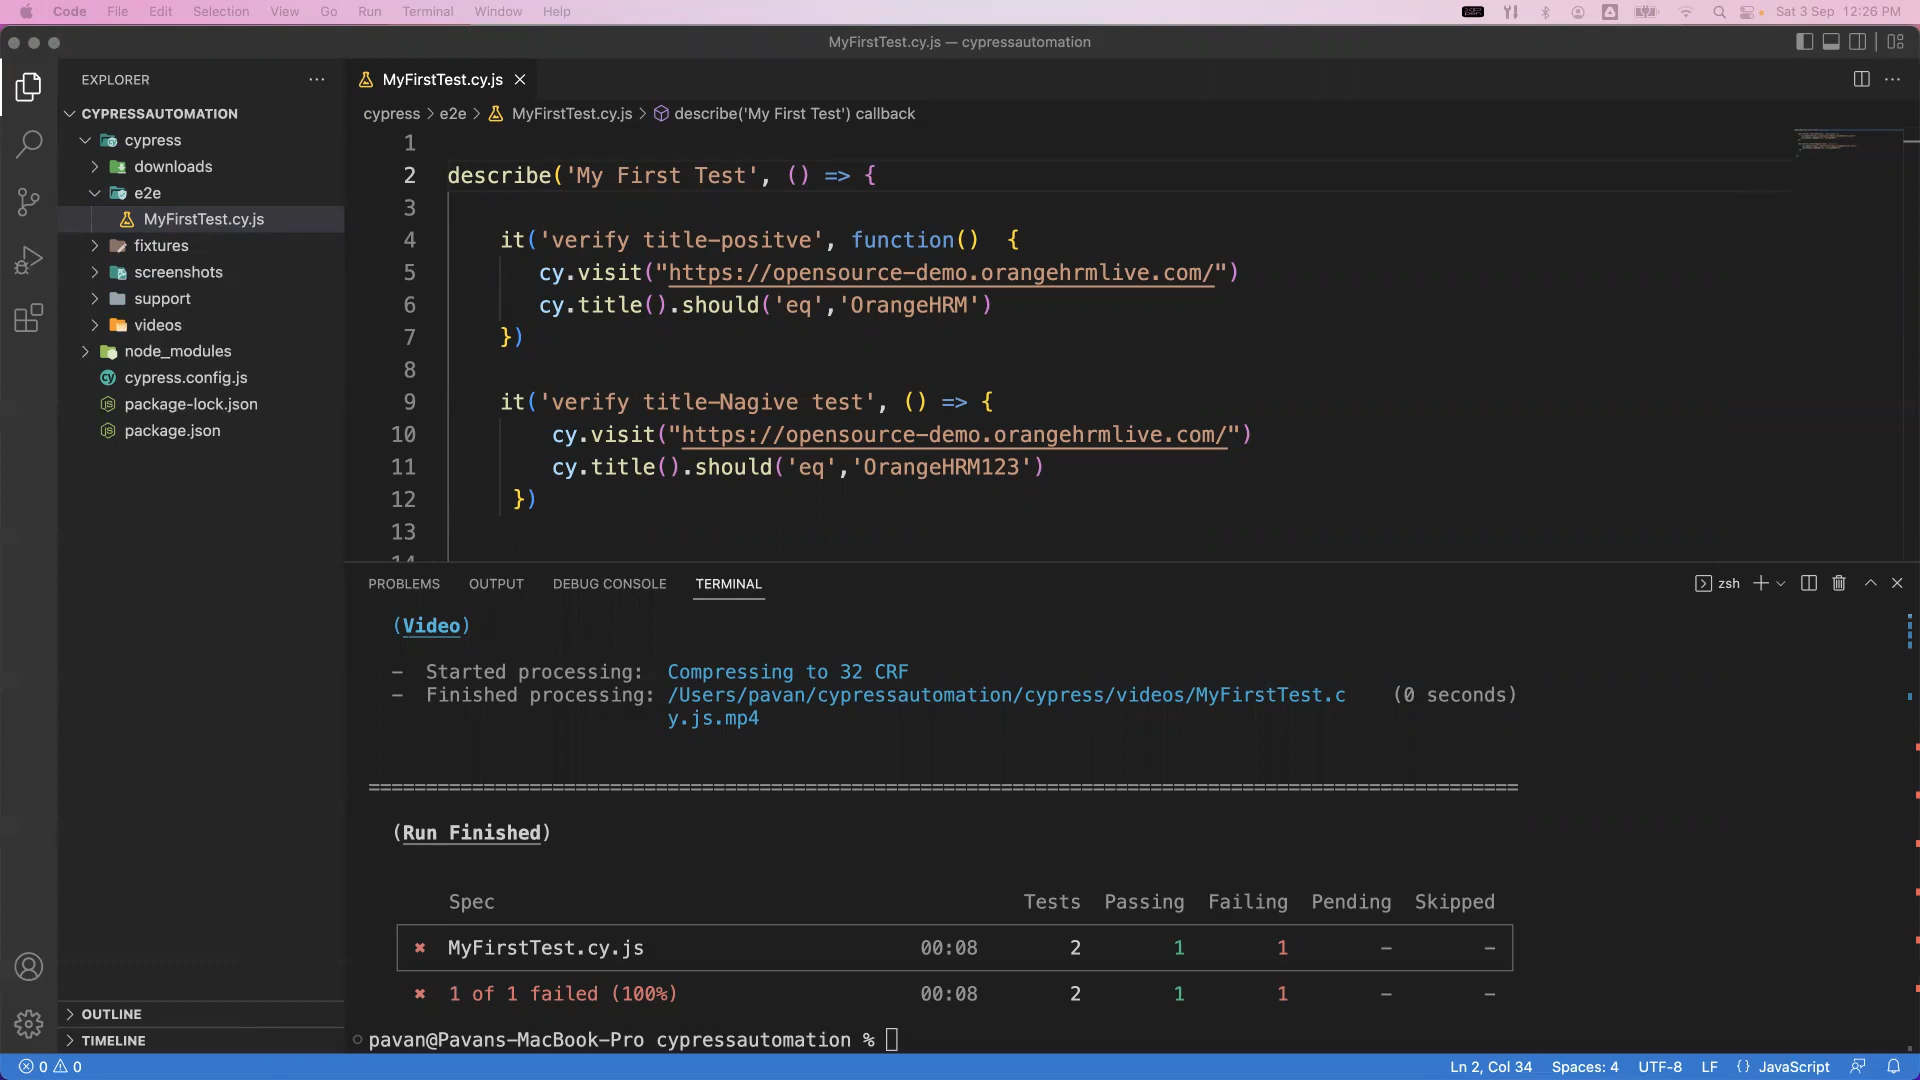 Code File Edit Selection View Go Run Terminal Window Help Sat 3 Sep 12:26 PM
MyFirstTest.cy.js — cypressautomation
EXPLORER
MyFirstTest.cy.js
CYPRESSAUTOMATION
cypress
downloads
e2e
MyFirstTest.cy.js
fixtures
screenshots
support
videos
node_modules
cypress.config.js
package-lock.json
package.json
OUTLINE
TIMELINE
cypress > e2e > MyFirstTest.cy.js > describe('My First Test') callback
1
2 describe('My First Test', () => {
3
4 it('verify title-positve', function()  {
5 cy.visit("https://opensource-demo.orangehrmlive.com/")
6 cy.title().should('eq','OrangeHRM')
7 })
8
9 it('verify title-Nagive test', () => {
10 cy.visit("https://opensource-demo.orangehrmlive.com/")
11 cy.title().should('eq','OrangeHRM123')
12 })
13
14
PROBLEMS OUTPUT DEBUG CONSOLE TERMINAL zsh
(Video)
- Started processing: Compressing to 32 CRF
- Finished processing: /Users/pavan/cypressautomation/cypress/videos/MyFirstTest.c (0 seconds)
y.js.mp4
====================================================================================================
(Run Finished)
Spec Tests Passing Failing Pending Skipped
✖ MyFirstTest.cy.js 00:08 2 1 1 - -
✖ 1 of 1 failed (100%) 00:08 2 1 1 - -
pavan@Pavans-MacBook-Pro cypressautomation %
0 0 Ln 2, Col 34 Spaces: 4 UTF-8 LF {} JavaScript